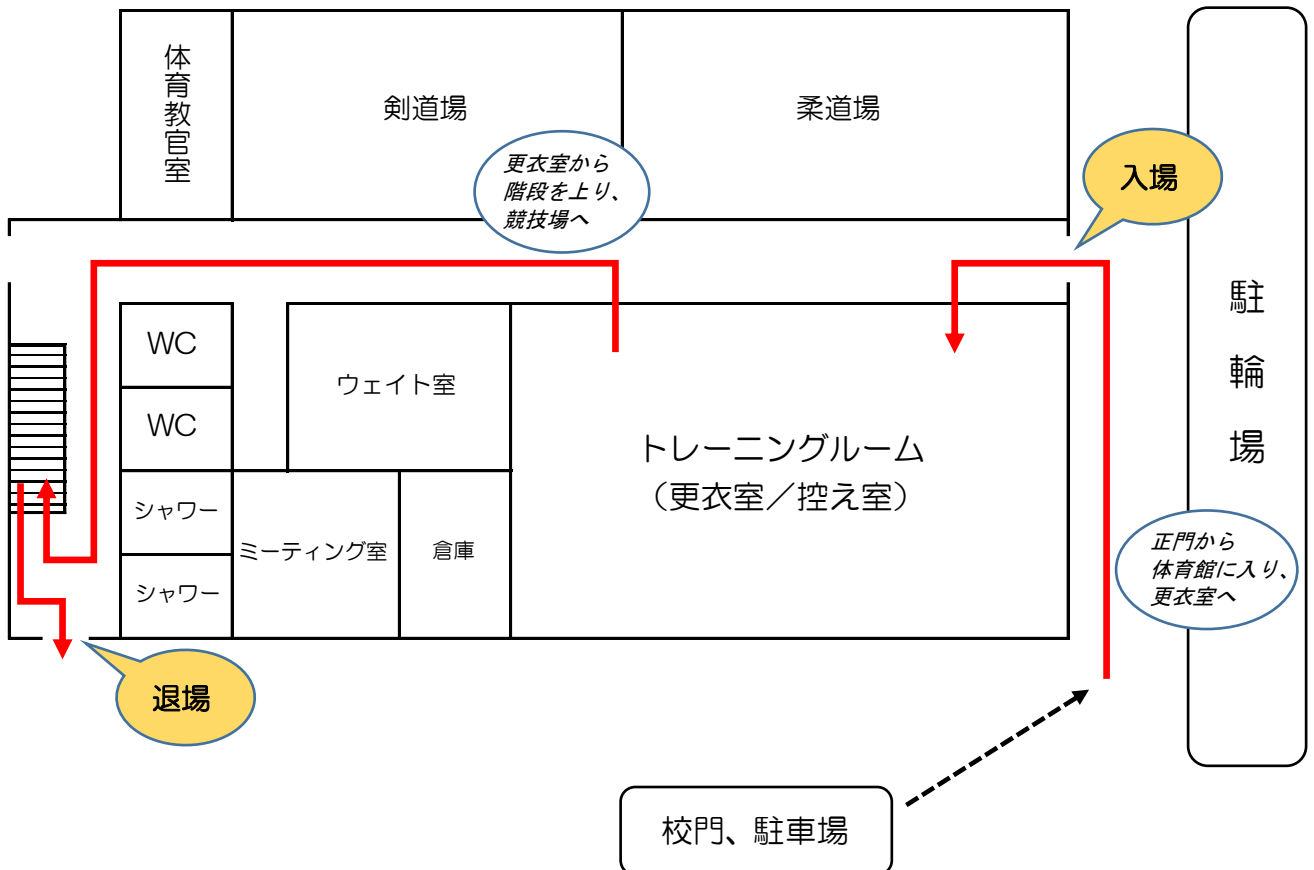 体育教官室
剣道場
柔道場
更衣室から
階段を上り、
競技場へ
入場
駐輪場
WC
WC
ウェイト室
トレーニングルーム
（更衣室／控え室）
シャワー
シャワー
ミーティング室
倉庫
正門から
体育館に入り、
更衣室へ
退場
校門、駐車場